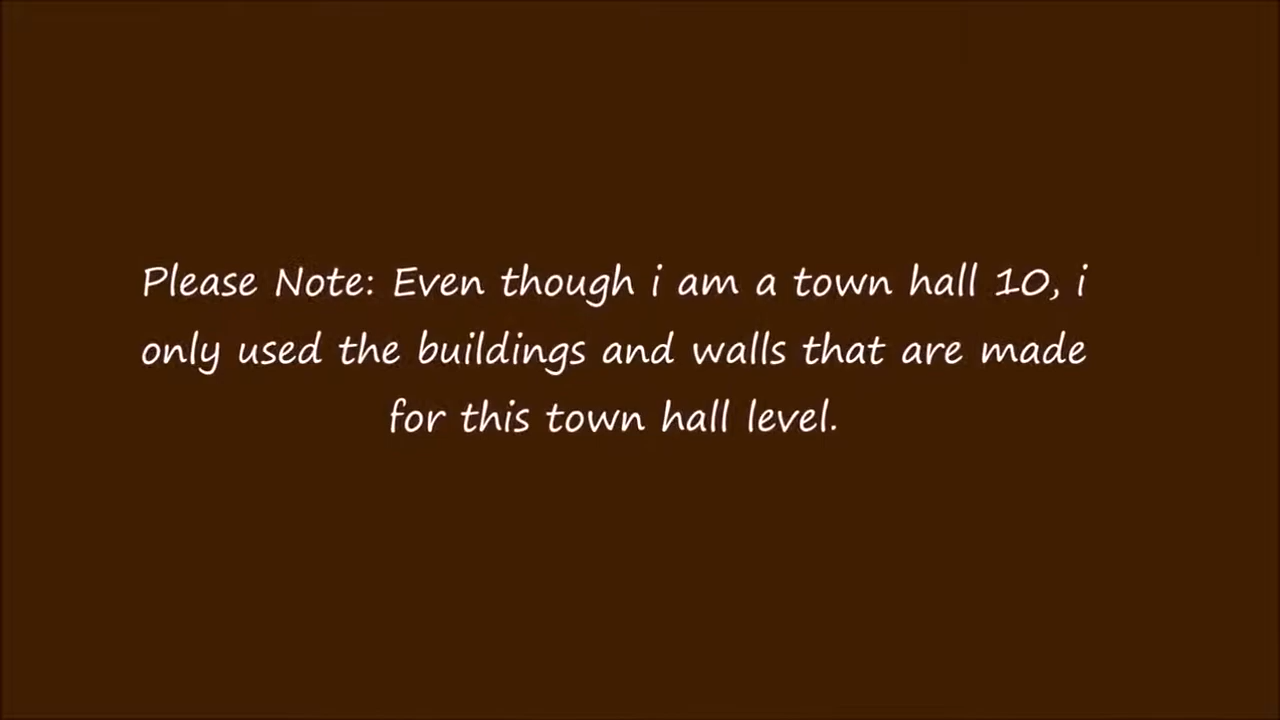 Please Note: Even though i am a town hall 10, i
only used the buildings and walls that are made
for this town hall level.